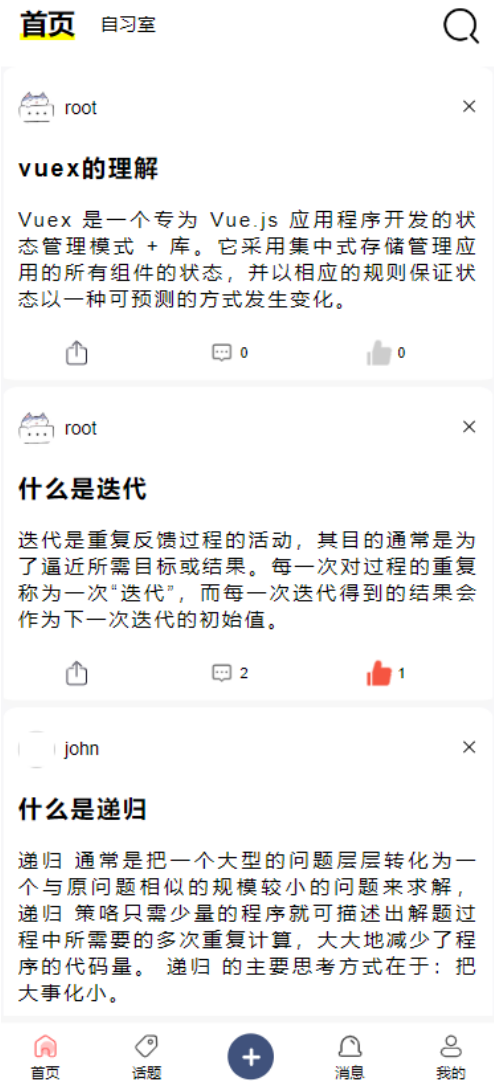 首页 自习室
root
vuex的理解
Vuex 是一个专为 Vue.js 应用程序开发的状
态管理模式 + 库。它采用集中式存储管理应
用的所有组件的状态，并以相应的规则保证状
态以一种可预测的方式发生变化。
0 0
root
什么是迭代
迭代是重复反馈过程的活动，其目的通常是为
了逼近所需目标或结果。每一次对过程的重复
称为一次“迭代”，而每一次迭代得到的结果会
作为下一次迭代的初始值。
2 1
john
什么是递归
递归 通常是把一个大型的问题层层转化为一
个与原问题相似的规模较小的问题来求解，
递归 策咯只需少量的程序就可描述出解题过
程中所需要的多次重复计算，大大地减少了程
序的代码量。 递归 的主要思考方式在于：把
大事化小。
首页 话题 消息 我的